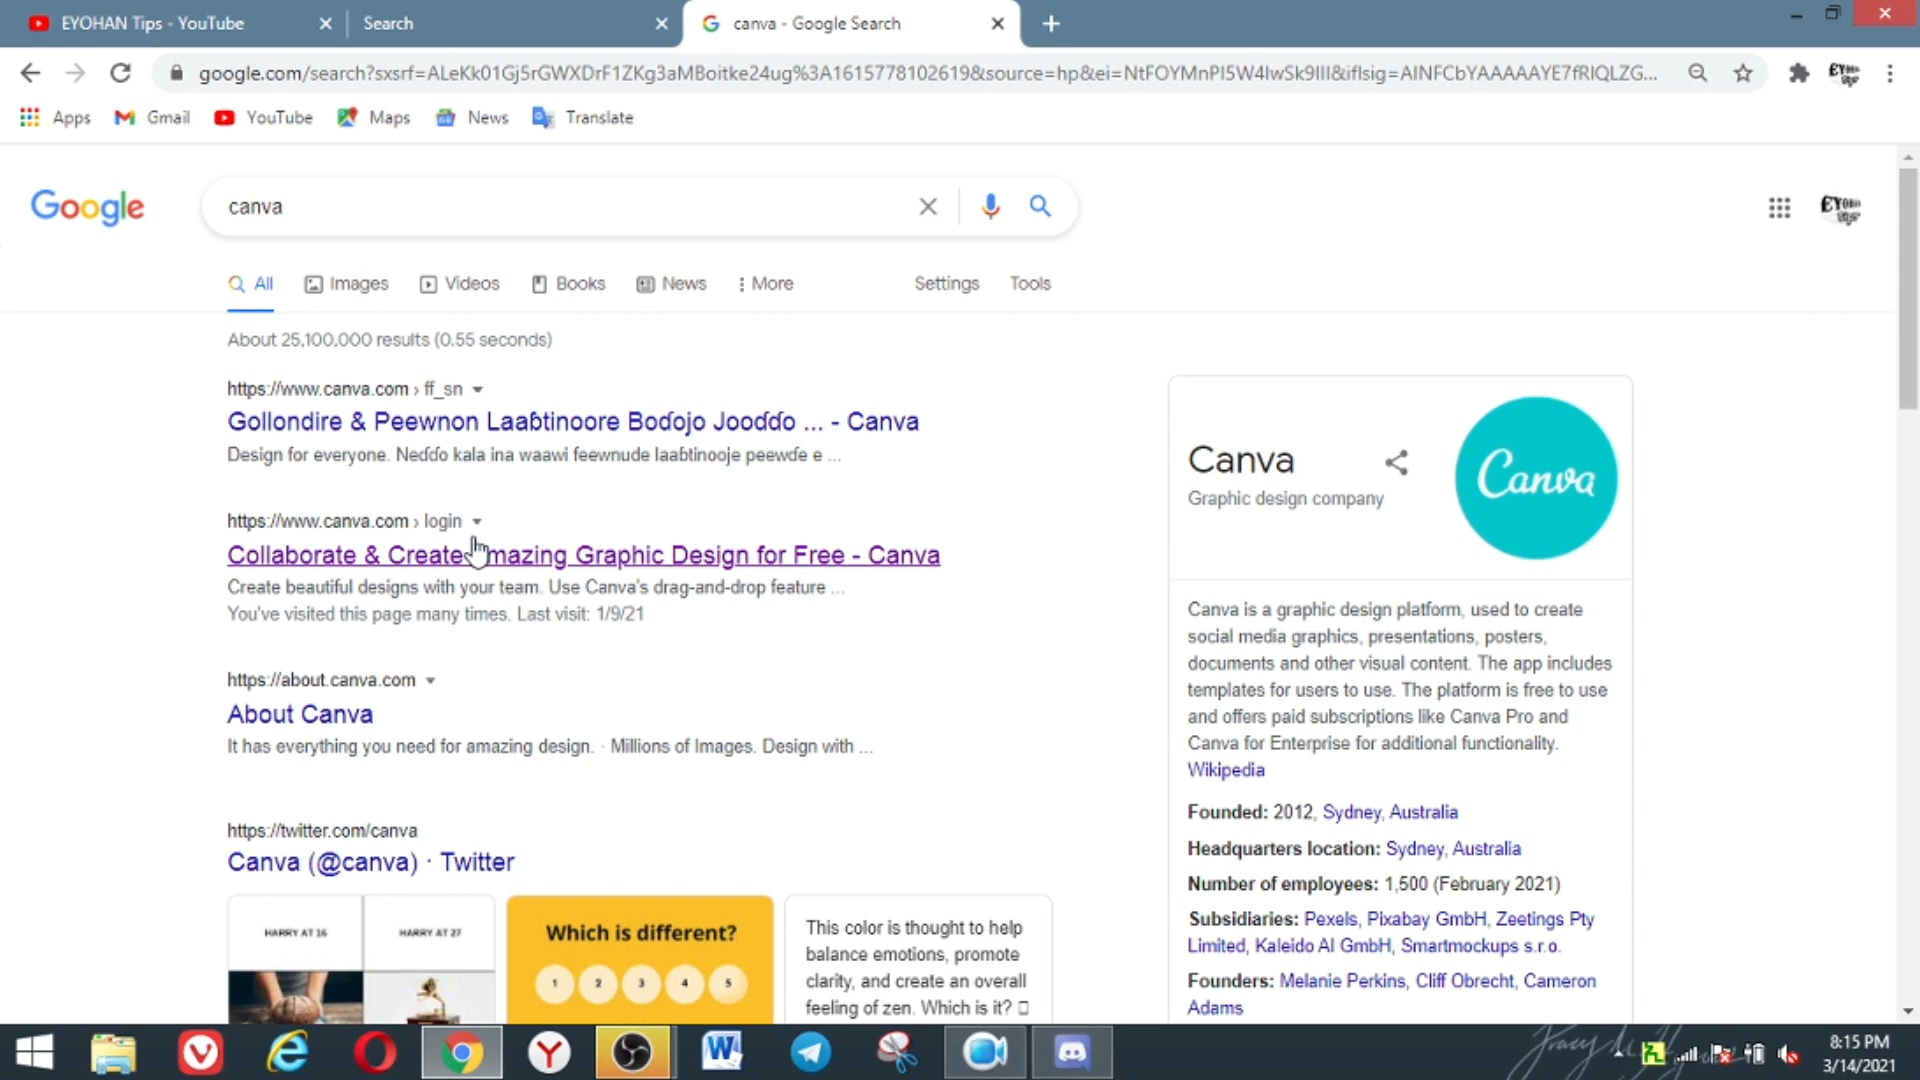 EYOHAN Tips - YouTube
Search
canva - Google Search
google.com/search?sxsrf=ALeKk01Gj5rGWXDrF1ZKg3aMBoitke24ug%3A1615778102619&source=hp&ei=NtFOYMnPI5W4lwSk9III&iflsig=AINFCbYAAAAAYE7fRIQLZG...
Apps
Gmail
YouTube
Maps
News
Translate
Google
canva
All
Images
Videos
Books
News
More
Settings
Tools
About 25,100,000 results (0.55 seconds)
https://www.canva.com › ff_sn
Gollondire & Peewnon Laaɓtinoore Boɗojo Jooɗɗo ... - Canva
Design for everyone. Neɗɗo kala ina waawi feewnude laaɓtinooje peewɗe e ...
https://www.canva.com › login
Collaborate & Create Amazing Graphic Design for Free - Canva
Create beautiful designs with your team. Use Canva's drag-and-drop feature ...
You've visited this page many times. Last visit: 1/9/21
https://about.canva.com
About Canva
It has everything you need for amazing design. · Millions of Images. Design with ...
https://twitter.com/canva
Canva (@canva) · Twitter
HARRY AT 16
HARRY AT 27
Which is different?
1 2 3 4 5
This color is thought to help
balance emotions, promote
clarity, and create an overall
feeling of zen. Which is it?
Canva
Graphic design company
Canva
Canva is a graphic design platform, used to create
social media graphics, presentations, posters,
documents and other visual content. The app includes
templates for users to use. The platform is free to use
and offers paid subscriptions like Canva Pro and
Canva for Enterprise for additional functionality.
Wikipedia
Founded: 2012, Sydney, Australia
Headquarters location: Sydney, Australia
Number of employees: 1,500 (February 2021)
Subsidiaries: Pexels, Pixabay GmbH, Zeetings Pty
Limited, Kaleido AI GmbH, Smartmockups s.r.o.
Founders: Melanie Perkins, Cliff Obrecht, Cameron
Adams
8:15 PM
3/14/2021